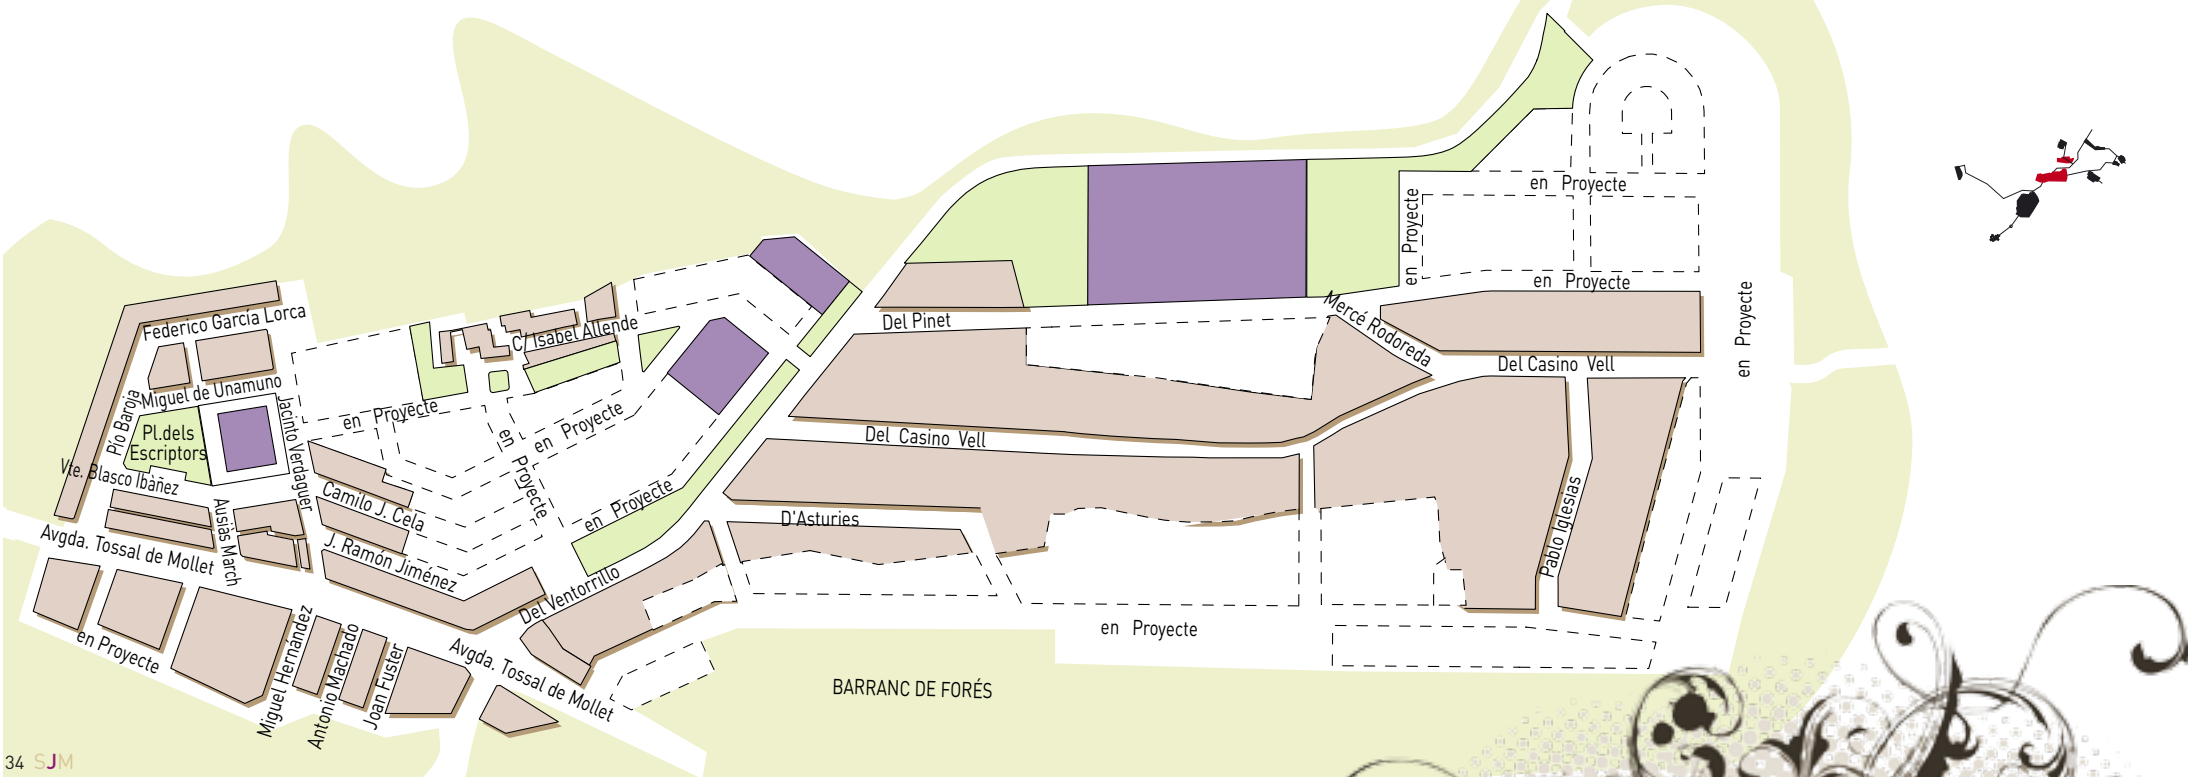 en Proyecte
en Proyecte
en Proyecte
en Proyecte
Federico García Lorca
C/ Isabel Allende
Del Pinet
Mercé Rodoreda
Del Casino Vell
Miguel de Unamuno
Pío Baroja
Jacinto Verdaguer
en Proyecte
en Proyecte
en Proyecte
en Proyecte
Pl.dels
Escriptors
Del Casino Vell
Vte. Blasco Ibàñez
Ausiàs March
Camilo J. Cela
D'Asturies
Pablo Iglesias
Avgda. Tossal de Mollet
J. Ramón Jiménez
Del Ventorrillo
en Proyecte
en Proyecte
Miguel Hernández
Antonio Machado
Joan Fuster
Avgda. Tossal de Mollet
BARRANC DE FORÉS
34 SJM